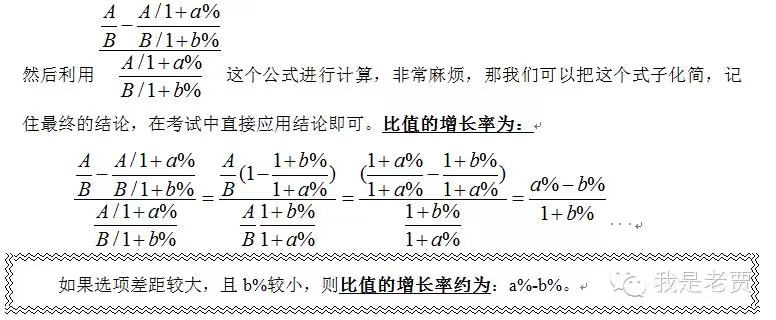 然后利用 \frac{\frac{A}{B}-\frac{A/1+a\%}{B/1+b\%}}{\frac{A/1+a\%}{B/1+b\%}} 这个公式进行计算，非常麻烦，那我们可以把这个式子化简，记
住最终的结论，在考试中直接应用结论即可。比值的增长率为：
\frac{\frac{A}{B}-\frac{A/1+a\%}{B/1+b\%}}{\frac{A/1+a\%}{B/1+b\%}}=\frac{\frac{A}{B}(1-\frac{1+b\%}{1+a\%})}{\frac{A}{B}\frac{1+b\%}{1+a\%}}=\frac{(\frac{1+a\%}{1+a\%}-\frac{1+b\%}{1+a\%})}{\frac{1+b\%}{1+a\%}}=\frac{a\%-b\%}{1+b\%}
如果选项差距较大，且 b%较小，则比值的增长率约为：a%-b%。
我是老贾